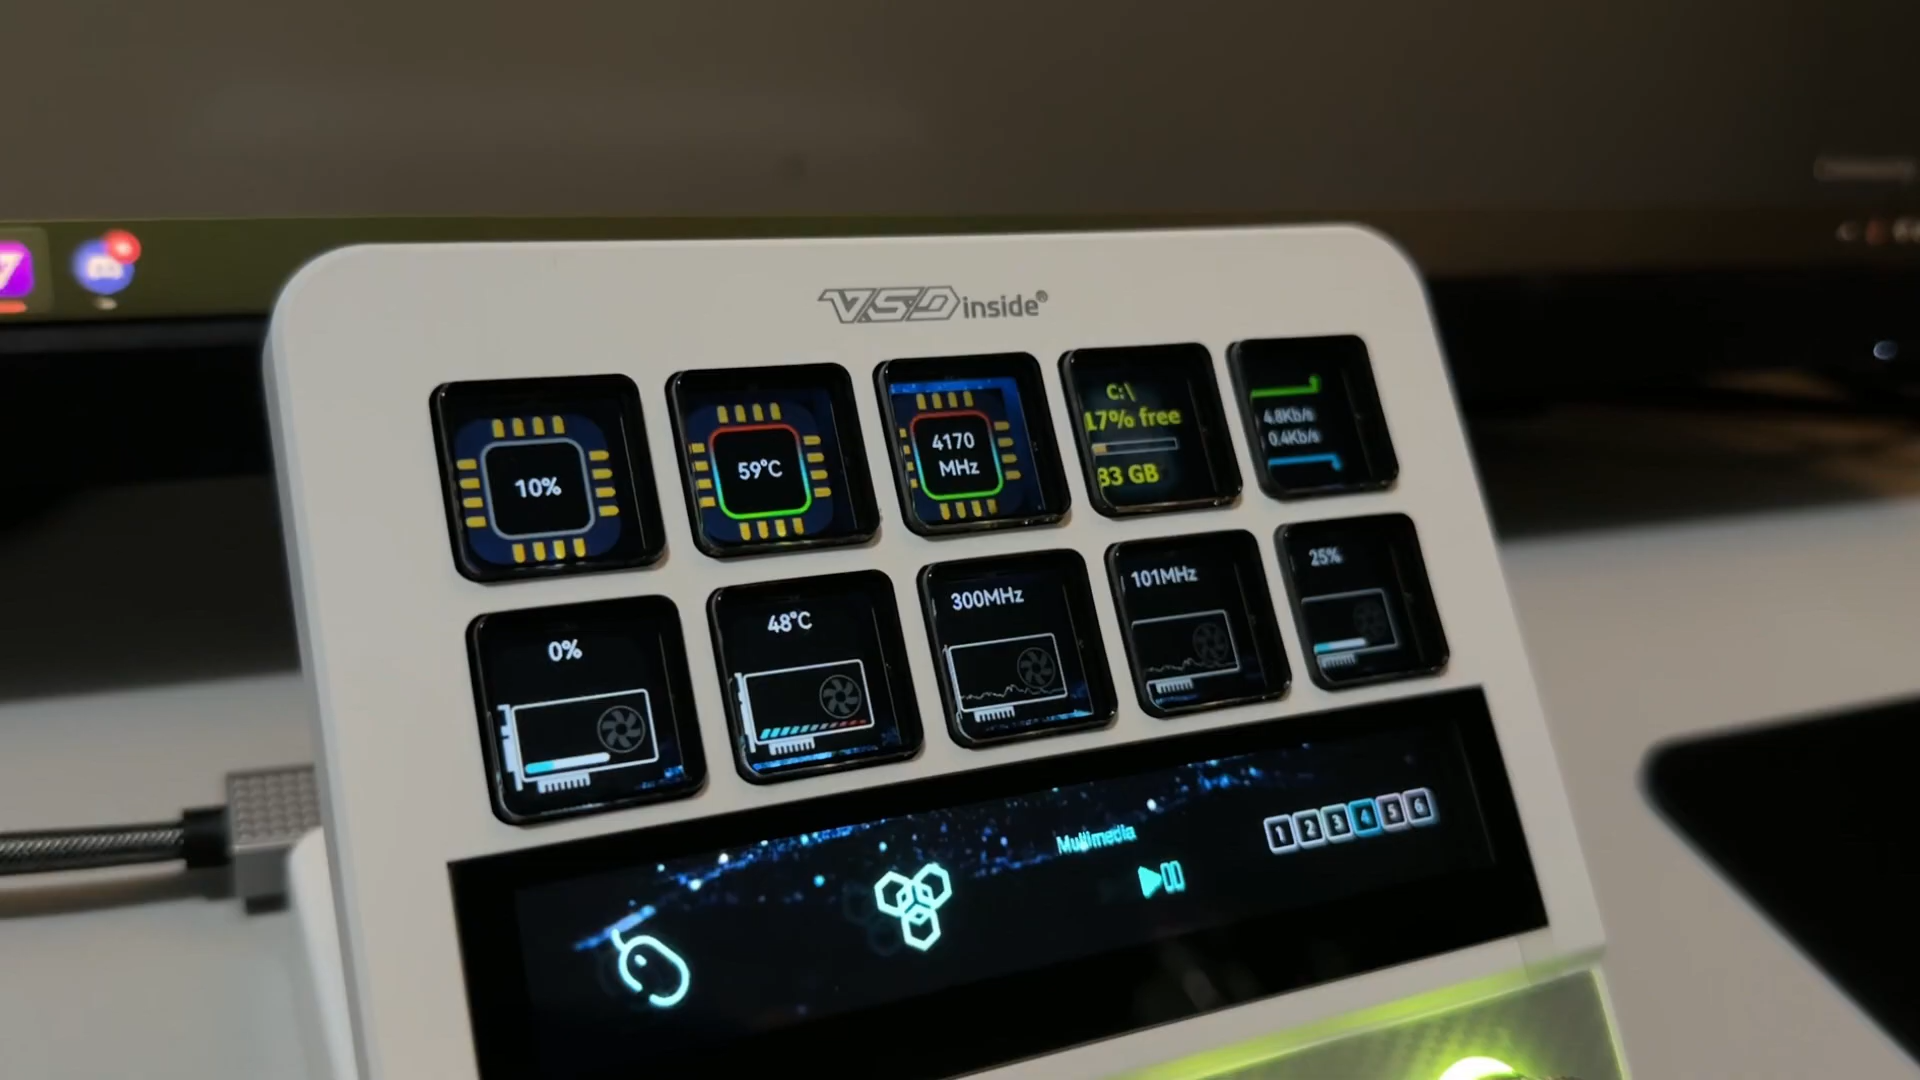 VSDinside®
10%
59°C
4170
MHz
C:\
17% free
83 GB
4.8Kb/s
0.4Kb/s
0%
48°C
300MHz
101MHz
25%
Multimedia
1 2 3 4 5 6